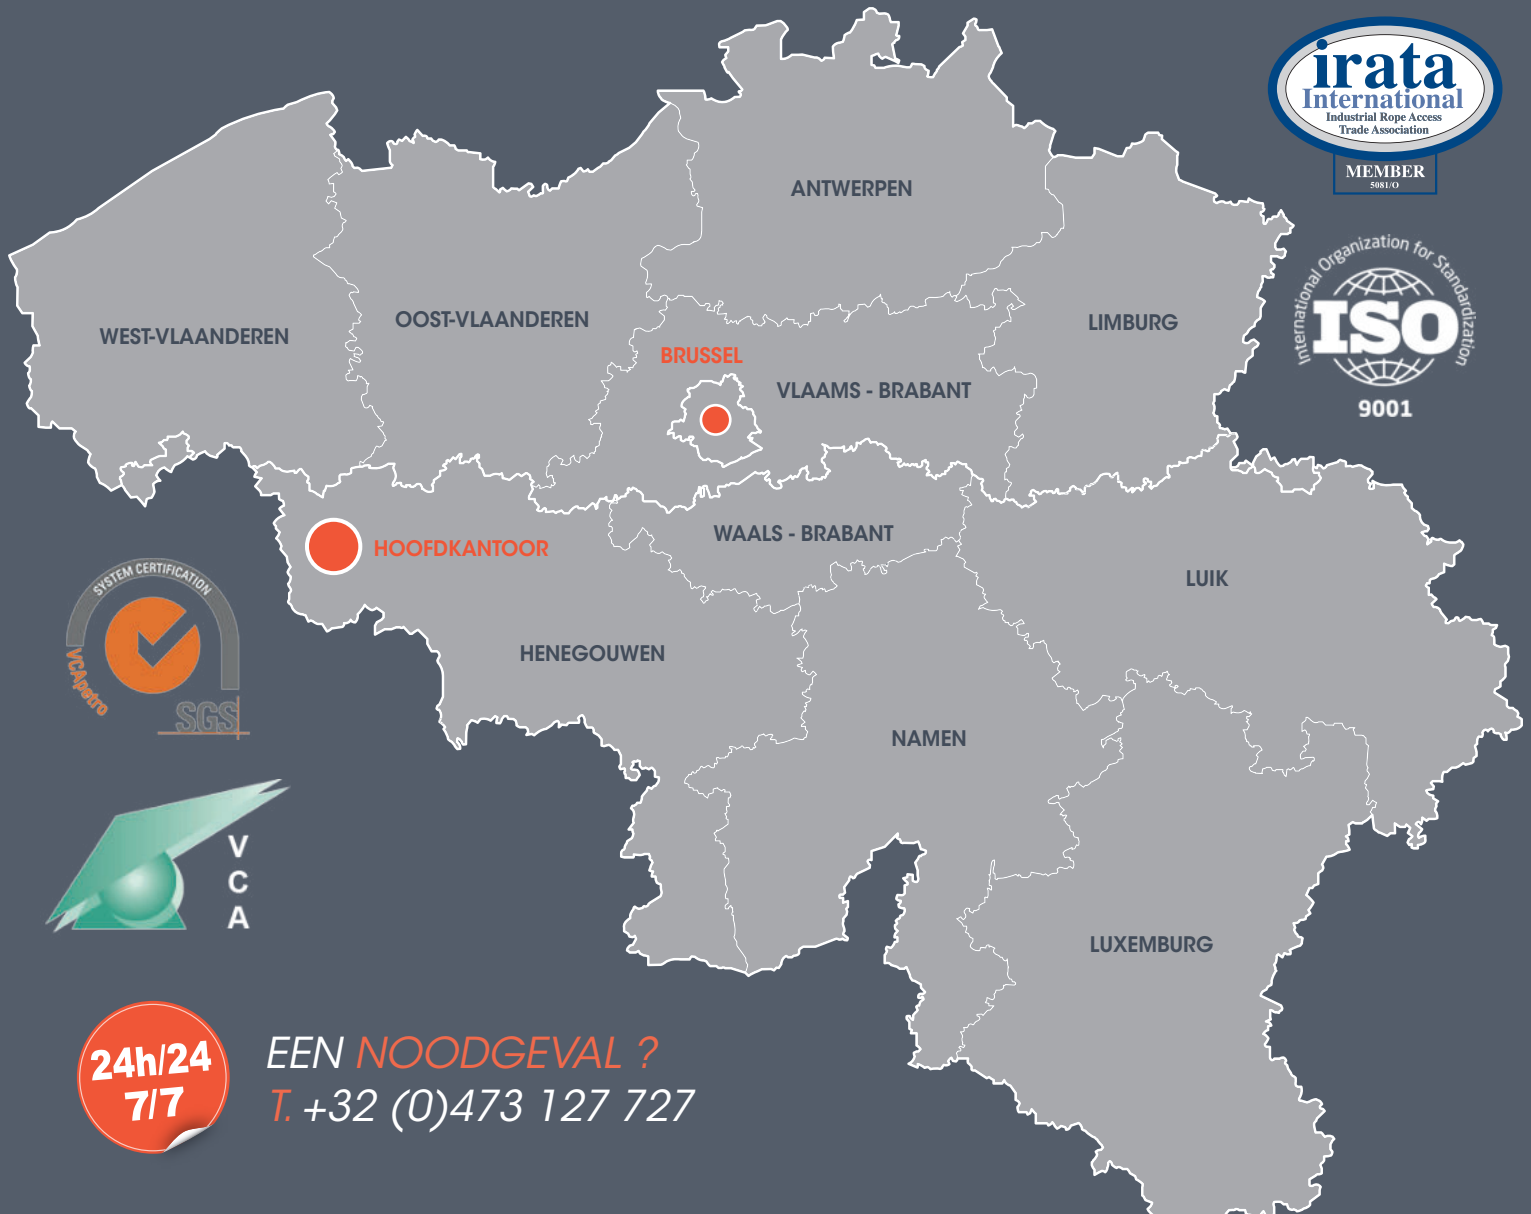 irata
International
Industrial Rope Access
Trade Association
MEMBER
5081/O
ANTWERPEN
International Organization for Standardization
ISO
9001
WEST-VLAANDEREN
OOST-VLAANDEREN
LIMBURG
BRUSSEL
VLAAMS - BRABANT
WAALS - BRABANT
HOOFDKANTOOR
LUIK
SYSTEM CERTIFICATION
VCApetro
SGS
HENEGOUWEN
NAMEN
V
C
A
LUXEMBURG
24h/24
7/7
EEN NOODGEVAL ?
T. +32 (0)473 127 727